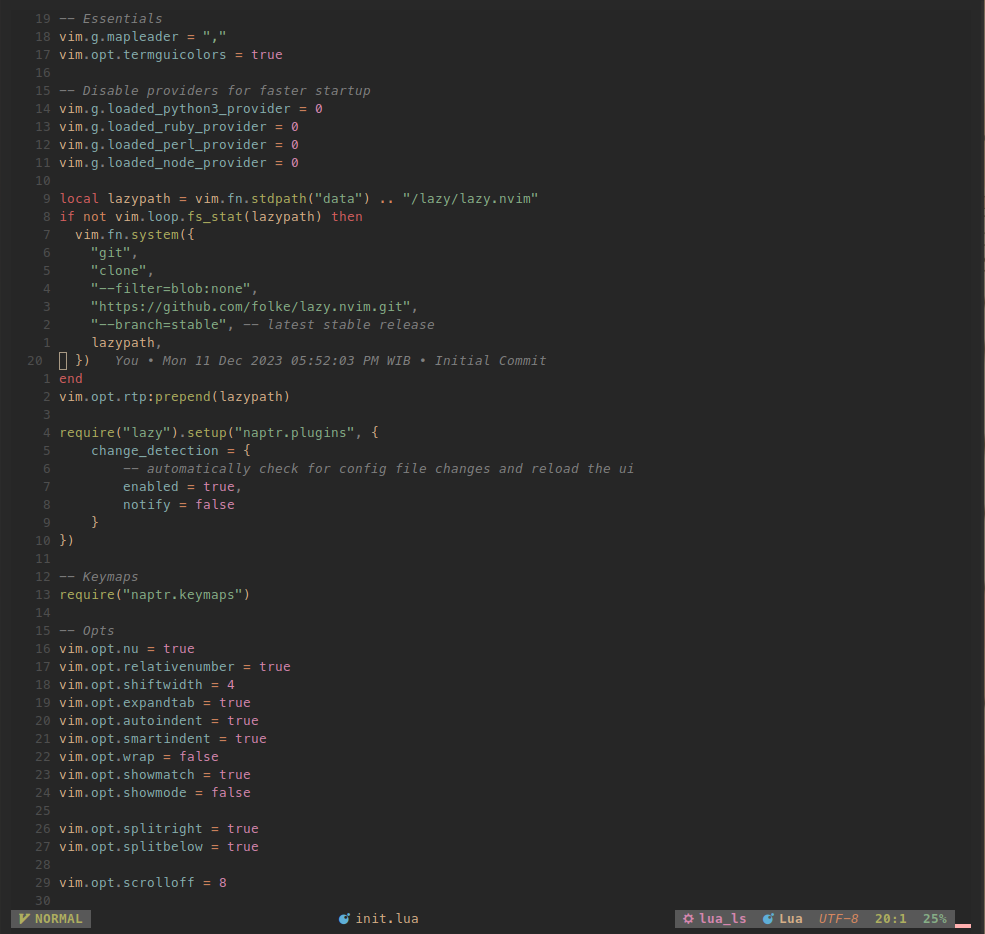 19 -- Essentials
18 vim.g.mapleader = ","
17 vim.opt.termguicolors = true
16
15 -- Disable providers for faster startup
14 vim.g.loaded_python3_provider = 0
13 vim.g.loaded_ruby_provider = 0
12 vim.g.loaded_perl_provider = 0
11 vim.g.loaded_node_provider = 0
10
9 local lazypath = vim.fn.stdpath("data") .. "/lazy/lazy.nvim"
8 if not vim.loop.fs_stat(lazypath) then
7   vim.fn.system({
6     "git",
5     "clone",
4     "--filter=blob:none",
3     "https://github.com/folke/lazy.nvim.git",
2     "--branch=stable", -- latest stable release
1     lazypath,
20   })   You • Mon 11 Dec 2023 05:52:03 PM WIB • Initial Commit
1 end
2 vim.opt.rtp:prepend(lazypath)
3
4 require("lazy").setup("naptr.plugins", {
5     change_detection = {
6         -- automatically check for config file changes and reload the ui
7         enabled = true,
8         notify = false
9     }
10 })
11
12 -- Keymaps
13 require("naptr.keymaps")
14
15 -- Opts
16 vim.opt.nu = true
17 vim.opt.relativenumber = true
18 vim.opt.shiftwidth = 4
19 vim.opt.expandtab = true
20 vim.opt.autoindent = true
21 vim.opt.smartindent = true
22 vim.opt.wrap = false
23 vim.opt.showmatch = true
24 vim.opt.showmode = false
25
26 vim.opt.splitright = true
27 vim.opt.splitbelow = true
28
29 vim.opt.scrolloff = 8
30
NORMAL init.lua lua_ls Lua UTF-8 20:1 25%